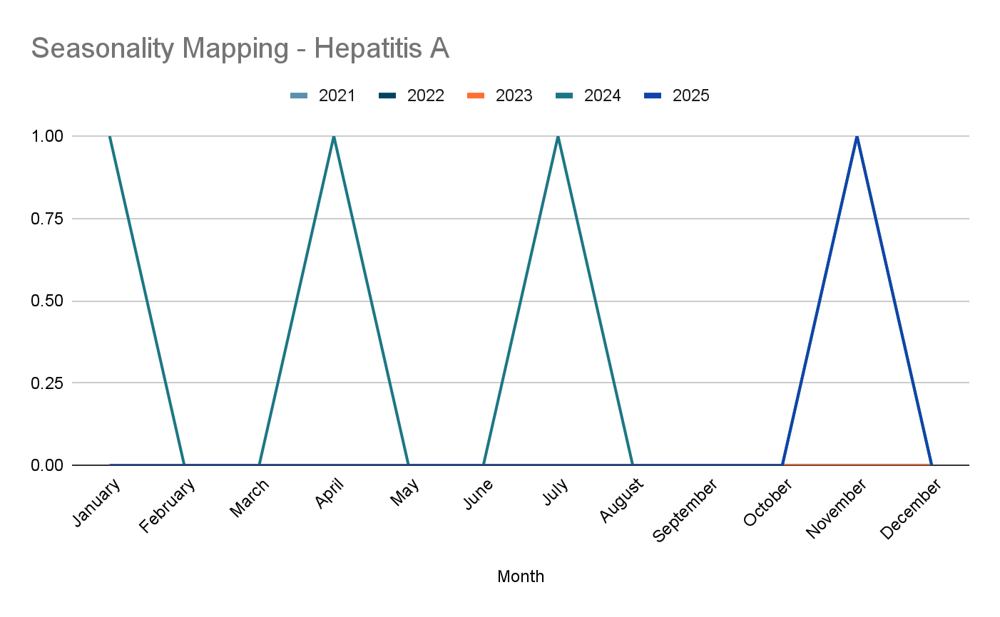 Seasonality Mapping - Hepatitis A
2021 2022 2023 2024 2025
1.00
0.75
0.50
0.25
0.00
January February March April May June July August September October November December
Month